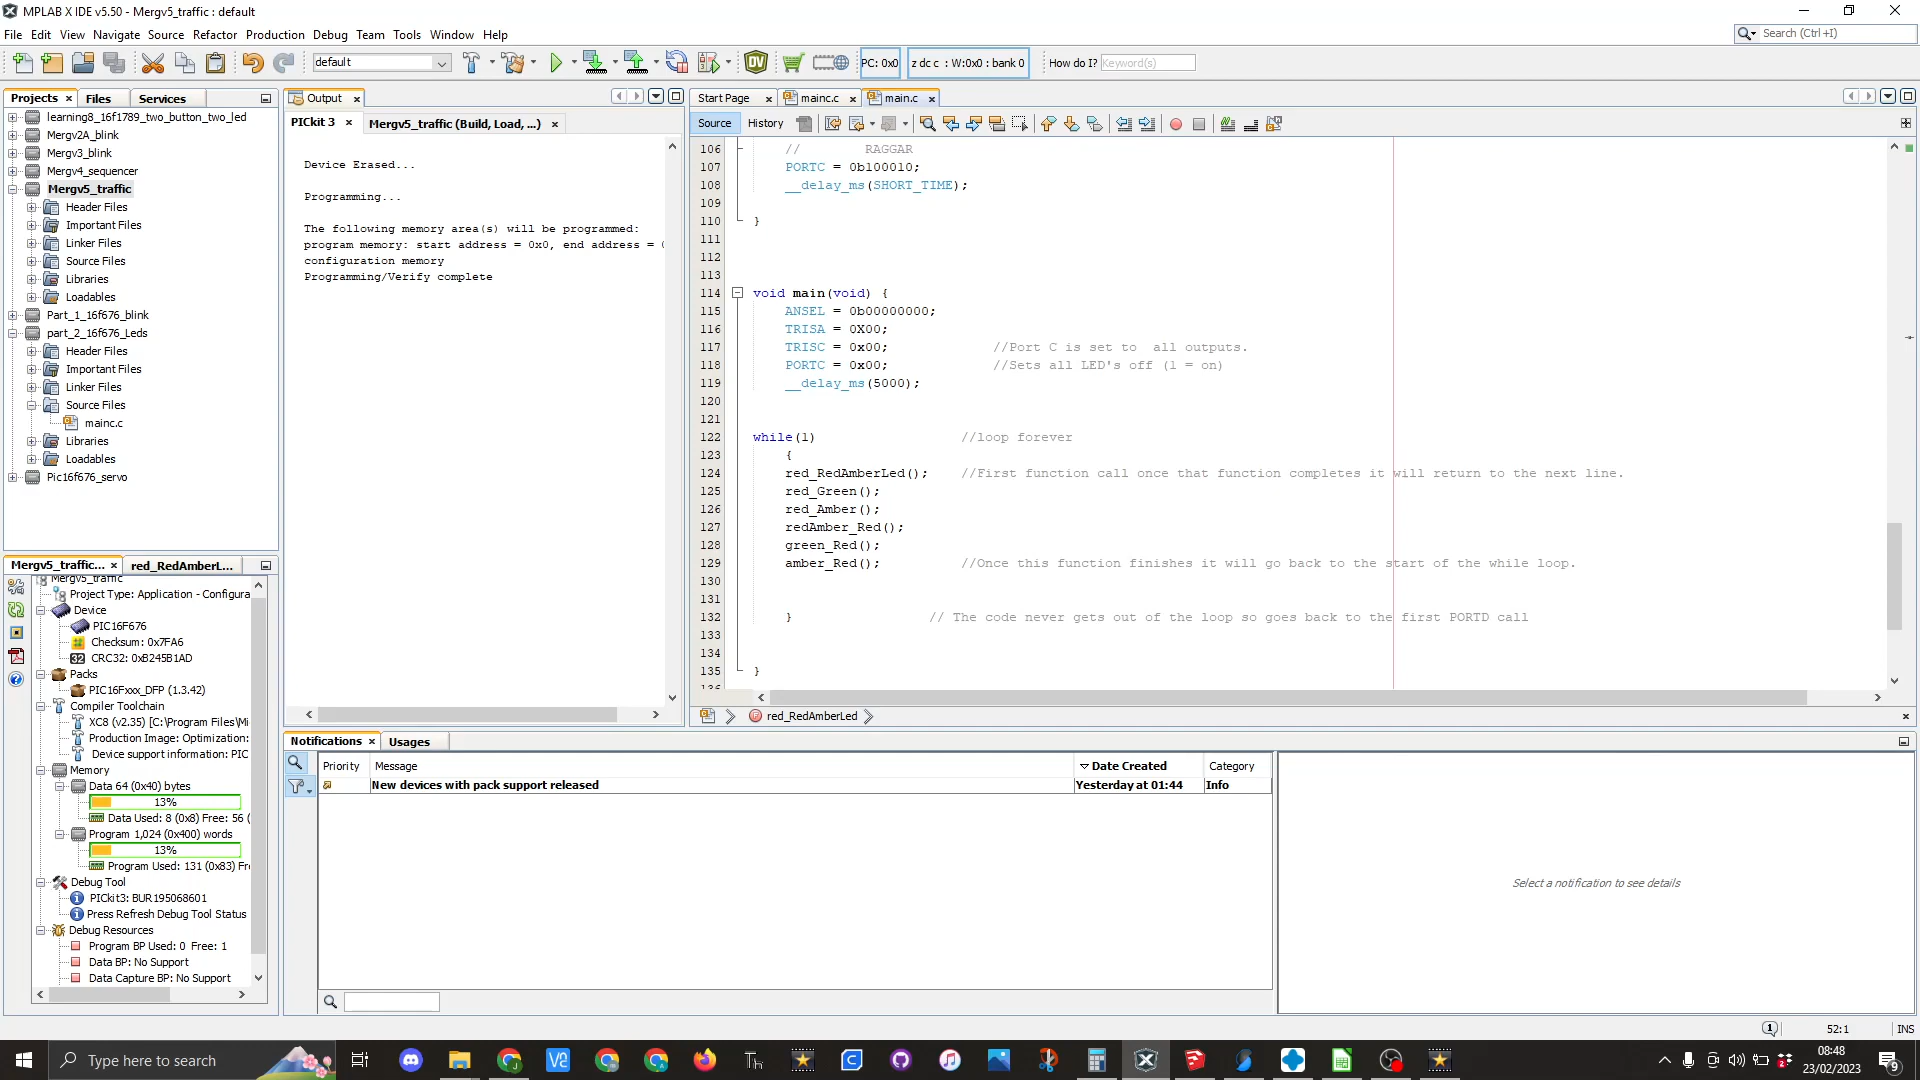 MPLAB X IDE v5.50 - Mergv5_traffic : default
File Edit View Navigate Source Refactor Production Debug Team Tools Window Help
Search (Ctrl+I)
default
PC: 0x0
z dc c : W:0x0 : bank 0
How do I? Keyword(s)
Projects Files Services
learning8_16f1789_two_button_two_led
Mergv2A_blink
Mergv3_blink
Mergv4_sequencer
Mergv5_traffic
Header Files
Important Files
Linker Files
Source Files
Libraries
Loadables
Part_1_16f676_blink
part_2_16f676_Leds
Header Files
Important Files
Linker Files
Source Files
mainc.c
Libraries
Loadables
Pic16f676_servo
Mergv5_traffic... red_RedAmberL...
Mergv5_traffic
Project Type: Application - Configura
Device
PIC16F676
Checksum: 0x7FA6
CRC32: 0xB245B1AD
Packs
PIC16Fxxx_DFP (1.3.42)
Compiler Toolchain
XC8 (v2.35) [C:\Program Files\Mi
Production Image: Optimization:
Device support information: PIC
Memory
Data 64 (0x40) bytes
13%
Data Used: 8 (0x8) Free: 56 (
Program 1,024 (0x400) words
13%
Program Used: 131 (0x83) Fr
Debug Tool
PICkit3: BUR195068601
Press Refresh Debug Tool Status
Debug Resources
Program BP Used: 0 Free: 1
Data BP: No Support
Data Capture BP: No Support
Output
PICkit 3 Mergv5_traffic (Build, Load, ...)
Device Erased...
Programming...
The following memory area(s) will be programmed:
program memory: start address = 0x0, end address = 
configuration memory
Programming/Verify complete
Start Page mainc.c main.c
Source History
106 // RAGGAR
107 PORTC = 0b100010;
108 __delay_ms(SHORT_TIME);
109
110 }
111
112
113
114 void main(void) {
115 ANSEL = 0b00000000;
116 TRISA = 0X00;
117 TRISC = 0x00; //Port C is set to all outputs.
118 PORTC = 0x00; //Sets all LED's off (1 = on)
119 __delay_ms(5000);
120
121
122 while(1) //loop forever
123 {
124 red_RedAmberLed(); //First function call once that function completes it will return to the next line.
125 red_Green();
126 red_Amber();
127 redAmber_Red();
128 green_Red();
129 amber_Red(); //Once this function finishes it will go back to the start of the while loop.
130
131
132 } // The code never gets out of the loop so goes back to the first PORTD call
133
134
135 }
136
red_RedAmberLed
Notifications Usages
Priority Message Date Created Category
New devices with pack support released Yesterday at 01:44 Info
Select a notification to see details
1 52:1 INS
Type here to search
08:48
23/02/2023
9